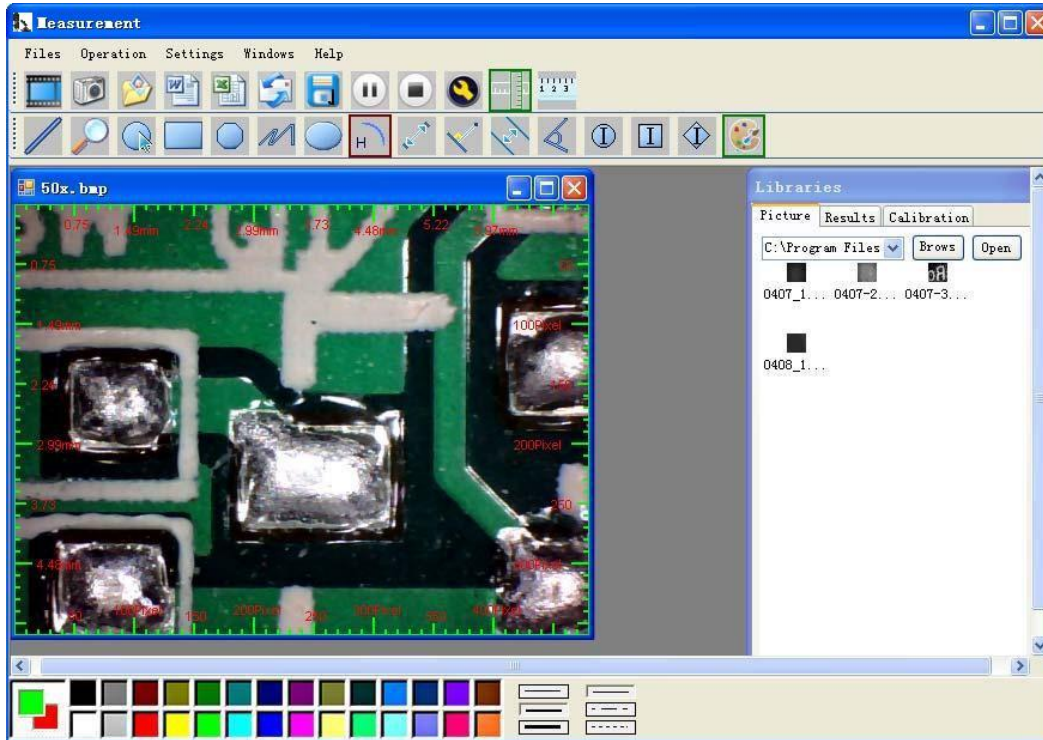 Measurement
Files Operation Settings Windows Help
1 2 3
H
50x.bmp
0.75 1.49mm 2.24 2.99mm 3.73 4.48mm 5.22 5.97mm
0.75
1.49mm 100Pixel
2.24 150
2.99mm 200Pixel
3.73 250
4.48mm 300Pixel
50 100Pixel 150 200Pixel 250 300Pixel 350 400Pixel
Libraries
Picture Results Calibration
C:\Program Files Brows Open
0407_1... 0407-2... 0407-3...
0408_1...